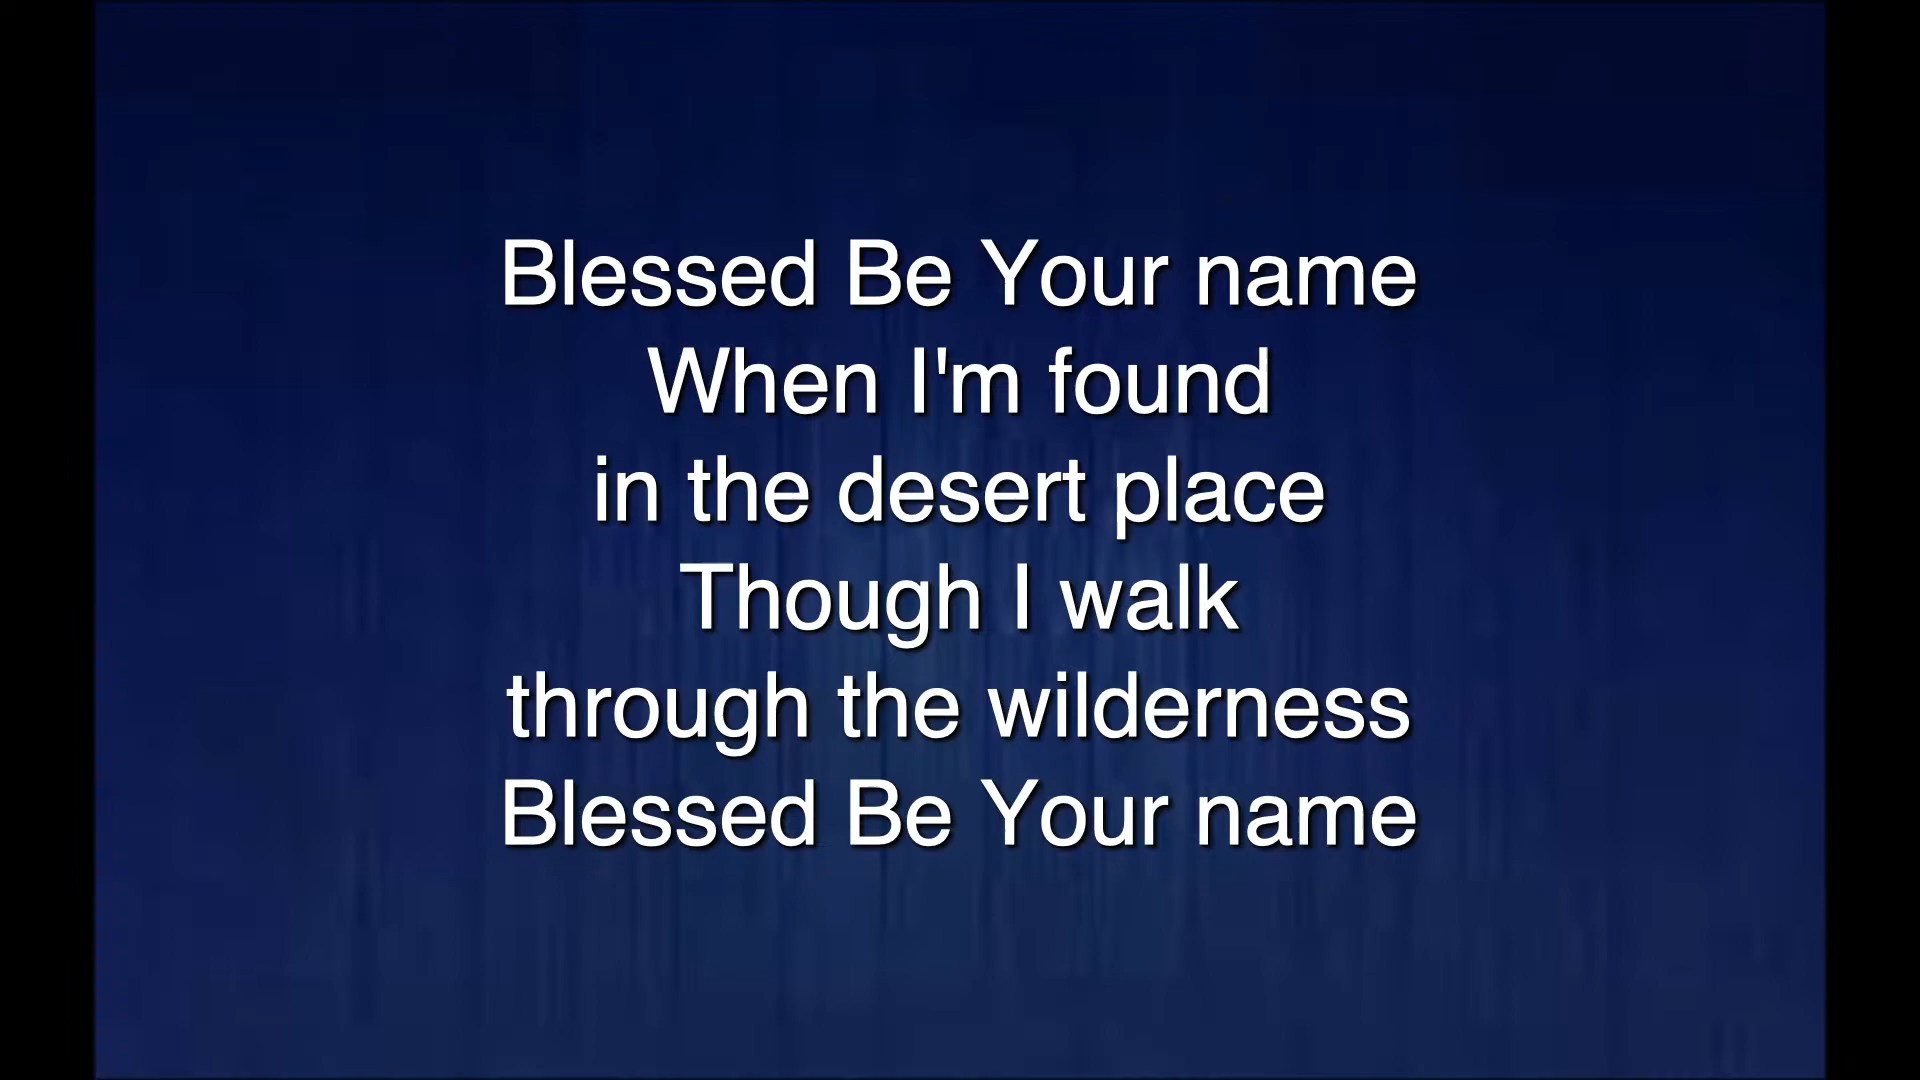 Blessed Be Your name
When I'm found
in the desert place
Though I walk
through the wilderness
Blessed Be Your name